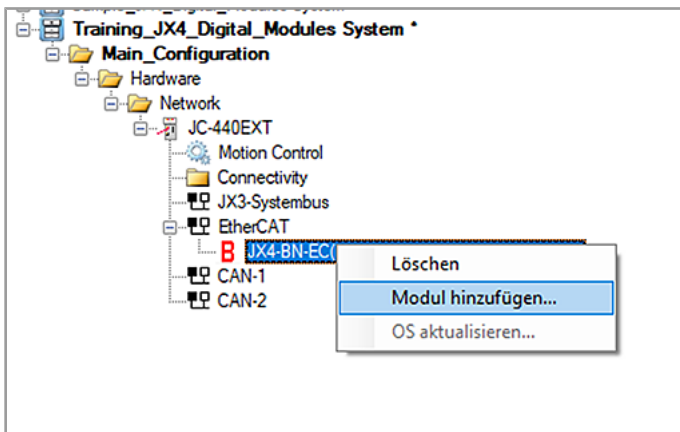 Training_JX4_Digital_Modules System *
Main_Configuration
Hardware
Network
JC-440EXT
Motion Control
Connectivity
JX3-Systembus
EtherCAT
B JX4-BN-EC(
Löschen
Modul hinzufügen...
OS aktualisieren...
CAN-1
CAN-2